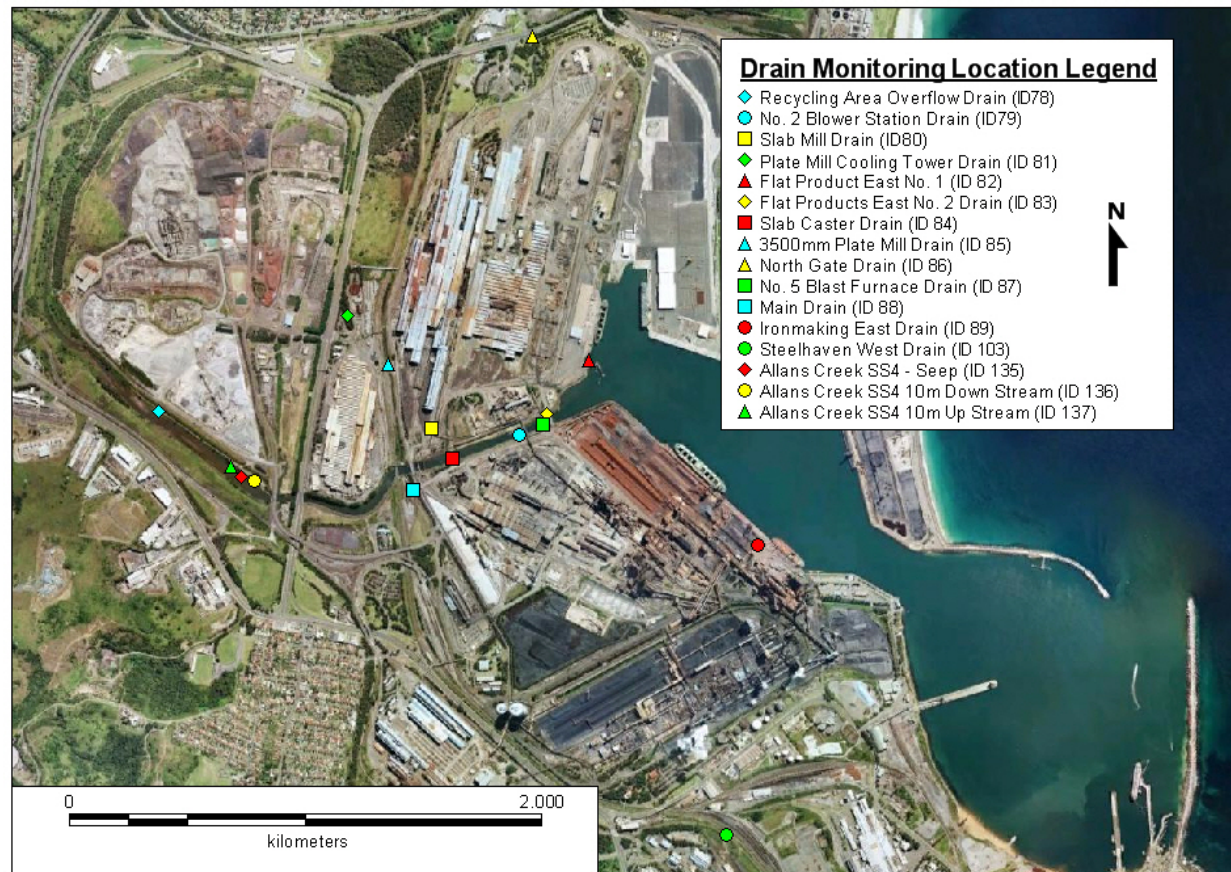 Drain Monitoring Location Legend
Recycling Area Overflow Drain (ID78)
No. 2 Blower Station Drain (ID79)
Slab Mill Drain (ID80)
Plate Mill Cooling Tower Drain (ID 81)
Flat Product East No. 1 (ID 82)
Flat Products East No. 2 Drain (ID 83)
Slab Caster Drain (ID 84)
3500mm Plate Mill Drain (ID 85)
North Gate Drain (ID 86)
No. 5 Blast Furnace Drain (ID 87)
Main Drain (ID 88)
Ironmaking East Drain (ID 89)
Steelhaven West Drain (ID 103)
Allans Creek SS4 - Seep (ID 135)
Allans Creek SS4 10m Down Stream (ID 136)
Allans Creek SS4 10m Up Stream (ID 137)
N
0 2.000
kilometers